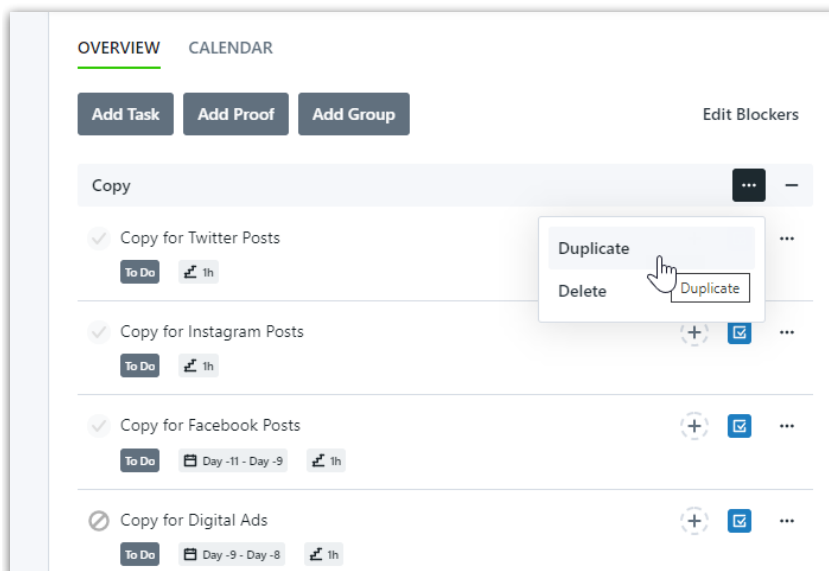 OVERVIEW CALENDAR
Add Task Add Proof Add Group Edit Blockers
Copy
Copy for Twitter Posts
To Do 1h
Duplicate
Duplicate
Delete
Copy for Instagram Posts
To Do 1h
Copy for Facebook Posts
To Do Day -11 - Day -9 1h
Copy for Digital Ads
To Do Day -9 - Day -8 1h